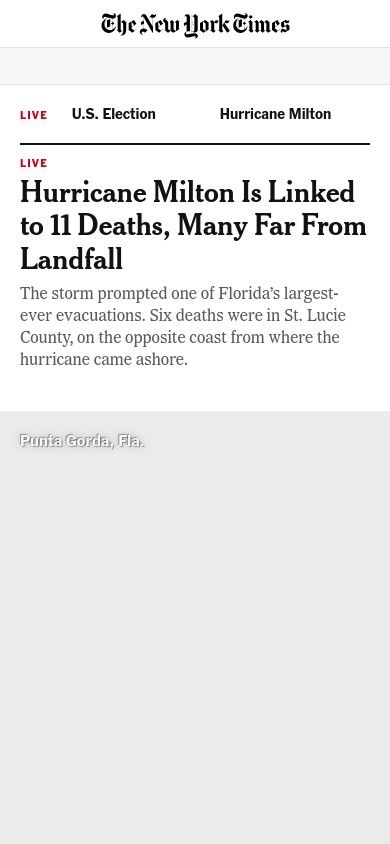 The New York Times
LIVE U.S. Election Hurricane Milton
LIVE
Hurricane Milton Is Linked
to 11 Deaths, Many Far From
Landfall
The storm prompted one of Florida’s largest-
ever evacuations. Six deaths were in St. Lucie
County, on the opposite coast from where the
hurricane came ashore.
Punta Gorda, Fla.